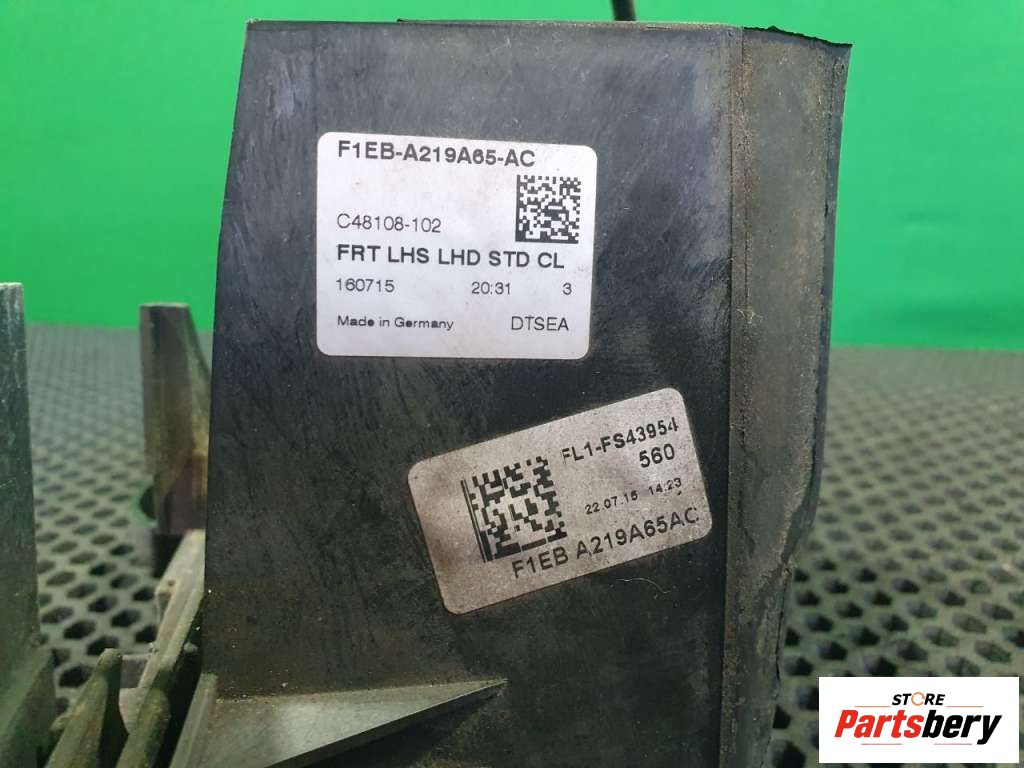 F1EB-A219A65-AC
C48108-102
FRT LHS LHD STD CL
160715 20:31 3
Made in Germany DTSEA
FL1-FS43954
560
22.07.15 14:23
F1EB A219A65AC
STORE
Partsbery